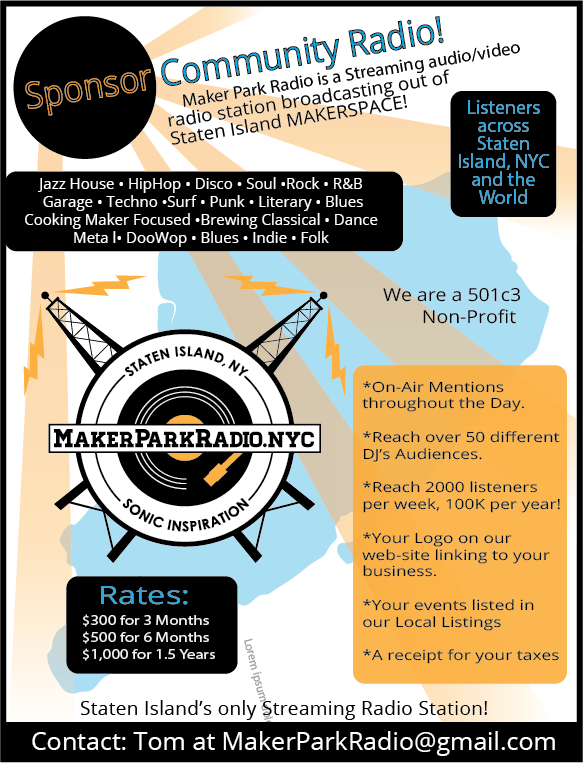 Sponsor
Community Radio!
Maker Park Radio is a Streaming audio/video
radio station broadcasting out of
Staten Island MAKERSPACE!
Listeners
across
Staten
Island, NYC
and the
World
Jazz House • HipHop • Disco • Soul •Rock • R&B
Garage • Techno •Surf • Punk • Literary • Blues
Cooking Maker Focused •Brewing Classical • Dance
Meta l• DooWop • Blues • Indie • Folk
We are a 501c3
Non-Profit
STATEN ISLAND, NY
MAKERPARKRADIO.NYC
SONIC INSPIRATION
*On-Air Mentions
throughout the Day.
*Reach over 50 different
DJ's Audiences.
*Reach 2000 listeners
per week, 100K per year!
*Your Logo on our
web-site linking to your
business.
*Your events listed in
our Local Listings
*A receipt for your taxes
Rates:
$300 for 3 Months
$500 for 6 Months
$1,000 for 1.5 Years
Lorem ipsum
Staten Island's only Streaming Radio Station!
Contact: Tom at MakerParkRadio@gmail.com